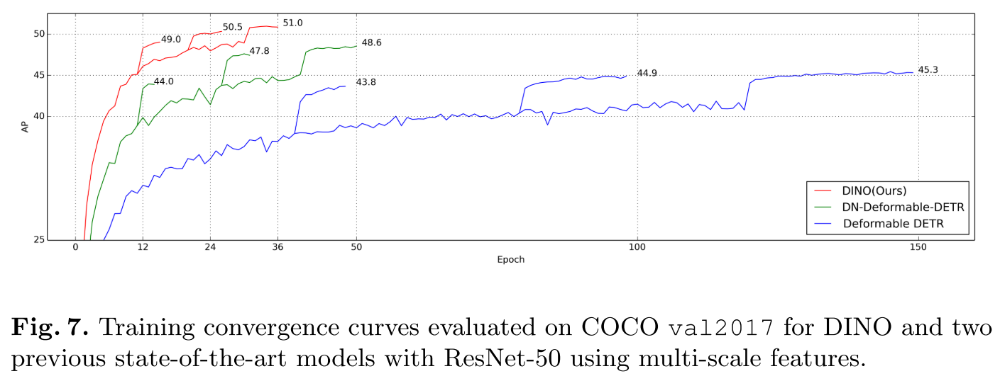 50
45
40
25
AP
49.0
50.5
51.0
47.8
48.6
44.0
43.8
44.9
45.3
DINO(Ours)
DN-Deformable-DETR
Deformable DETR
0 12 24 36 50 100 150
Epoch
Fig. 7. Training convergence curves evaluated on COCO val2017 for DINO and two
previous state-of-the-art models with ResNet-50 using multi-scale features.